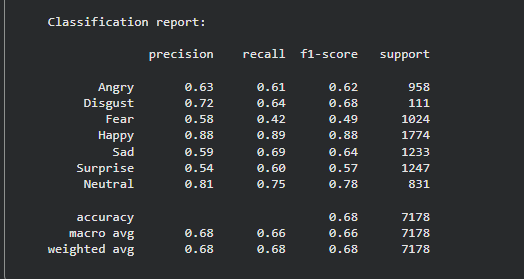 Classification report:
precision recall f1-score support
Angry 0.63 0.61 0.62 958
Disgust 0.72 0.64 0.68 111
Fear 0.58 0.42 0.49 1024
Happy 0.88 0.89 0.88 1774
Sad 0.59 0.69 0.64 1233
Surprise 0.54 0.60 0.57 1247
Neutral 0.81 0.75 0.78 831
accuracy 0.68 7178
macro avg 0.68 0.66 0.66 7178
weighted avg 0.68 0.68 0.68 7178